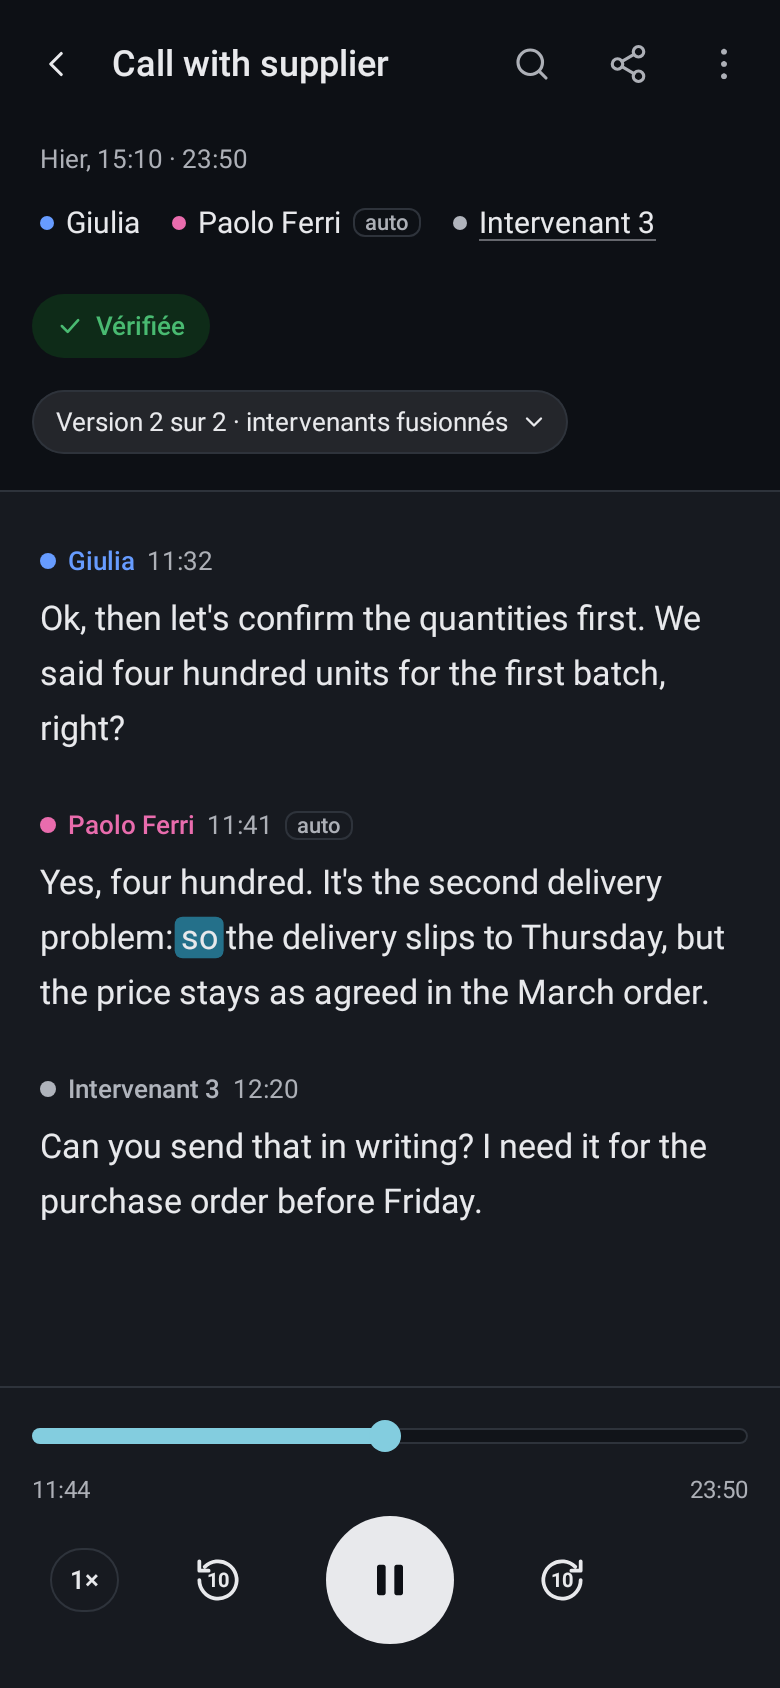 Call with supplier
Hier, 15:10 · 23:50
Giulia Paolo Ferri auto Intervenant 3
Vérifiée
Version 2 sur 2 · intervenants fusionnés
Giulia 11:32
Ok, then let's confirm the quantities first. We
said four hundred units for the first batch,
right?
Paolo Ferri 11:41 auto
Yes, four hundred. It's the second delivery
problem: so the delivery slips to Thursday, but
the price stays as agreed in the March order.
Intervenant 3 12:20
Can you send that in writing? I need it for the
purchase order before Friday.
11:44 23:50
1× 10 10